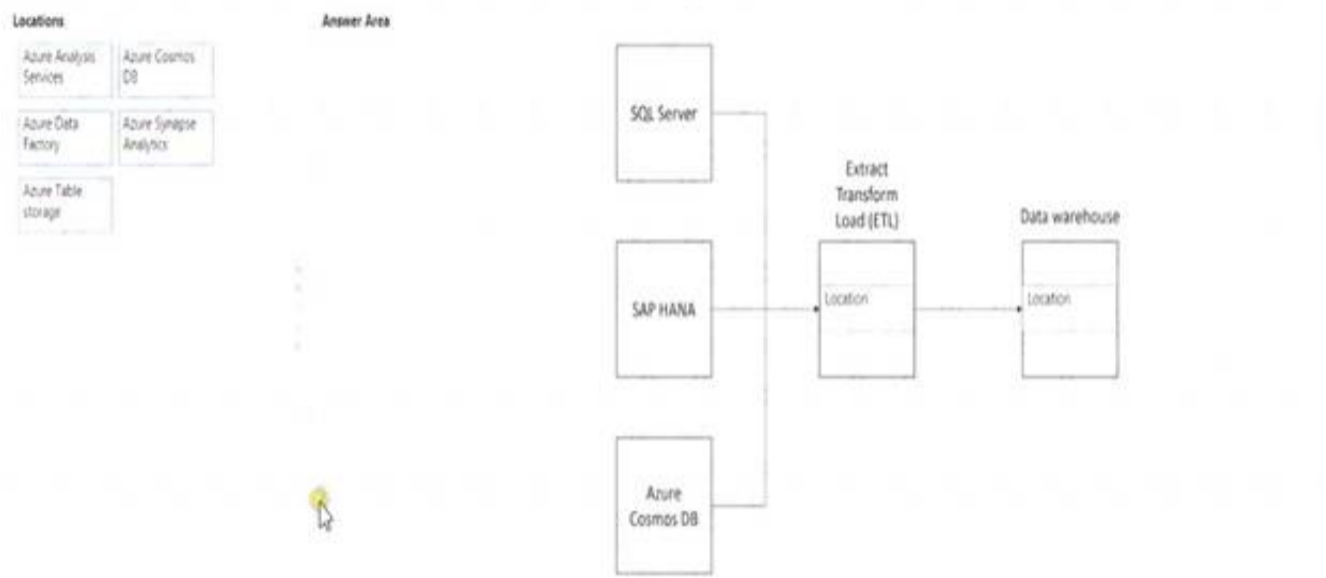 Locations
Answer Area
Azure Analysis
Services
Azure Cosmos
DB
Azure Data
Factory
Azure Synapse
Analytics
Azure Table
storage
SQL Server
SAP HANA
Azure
Cosmos DB
Extract
Transform
Load (ETL)
Location
Data warehouse
Location